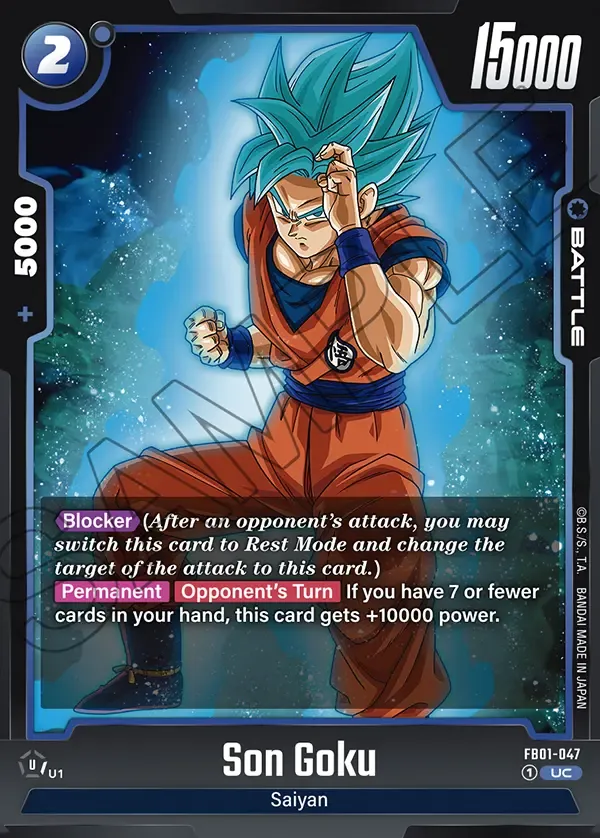 2
15000
+ 5000
BATTLE
悟
SAMPLE
Blocker (After an opponent's attack, you may
switch this card to Rest Mode and change the
target of the attack to this card.)
Permanent Opponent's Turn If you have 7 or fewer
cards in your hand, this card gets +10000 power.
©B.S./S., T.A. BANDAI MADE IN JAPAN
U/U1
Son Goku
FB01-047
1 UC
Saiyan